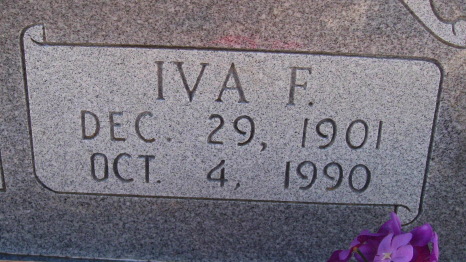 IVA F.
DEC. 29, 1901
OCT. 4, 1990